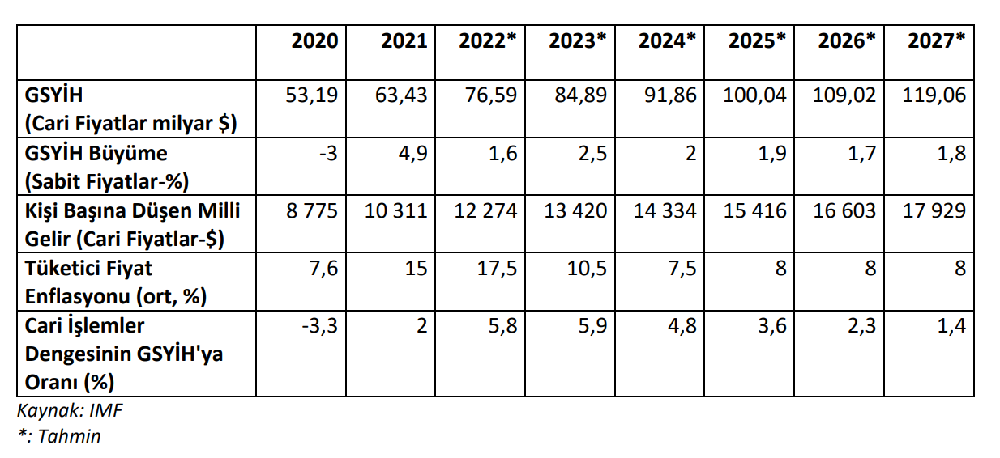 2020 2021 2022* 2023* 2024* 2025* 2026* 2027*
GSYİH
(Cari Fiyatlar milyar $) 53,19 63,43 76,59 84,89 91,86 100,04 109,02 119,06
GSYİH Büyüme
(Sabit Fiyatlar-%) -3 4,9 1,6 2,5 2 1,9 1,7 1,8
Kişi Başına Düşen Milli
Gelir (Cari Fiyatlar-$) 8 775 10 311 12 274 13 420 14 334 15 416 16 603 17 929
Tüketici Fiyat
Enflasyonu (ort, %) 7,6 15 17,5 10,5 7,5 8 8 8
Cari İşlemler
Dengesinin GSYİH'ya
Oranı (%) -3,3 2 5,8 5,9 4,8 3,6 2,3 1,4
Kaynak: IMF
*: Tahmin